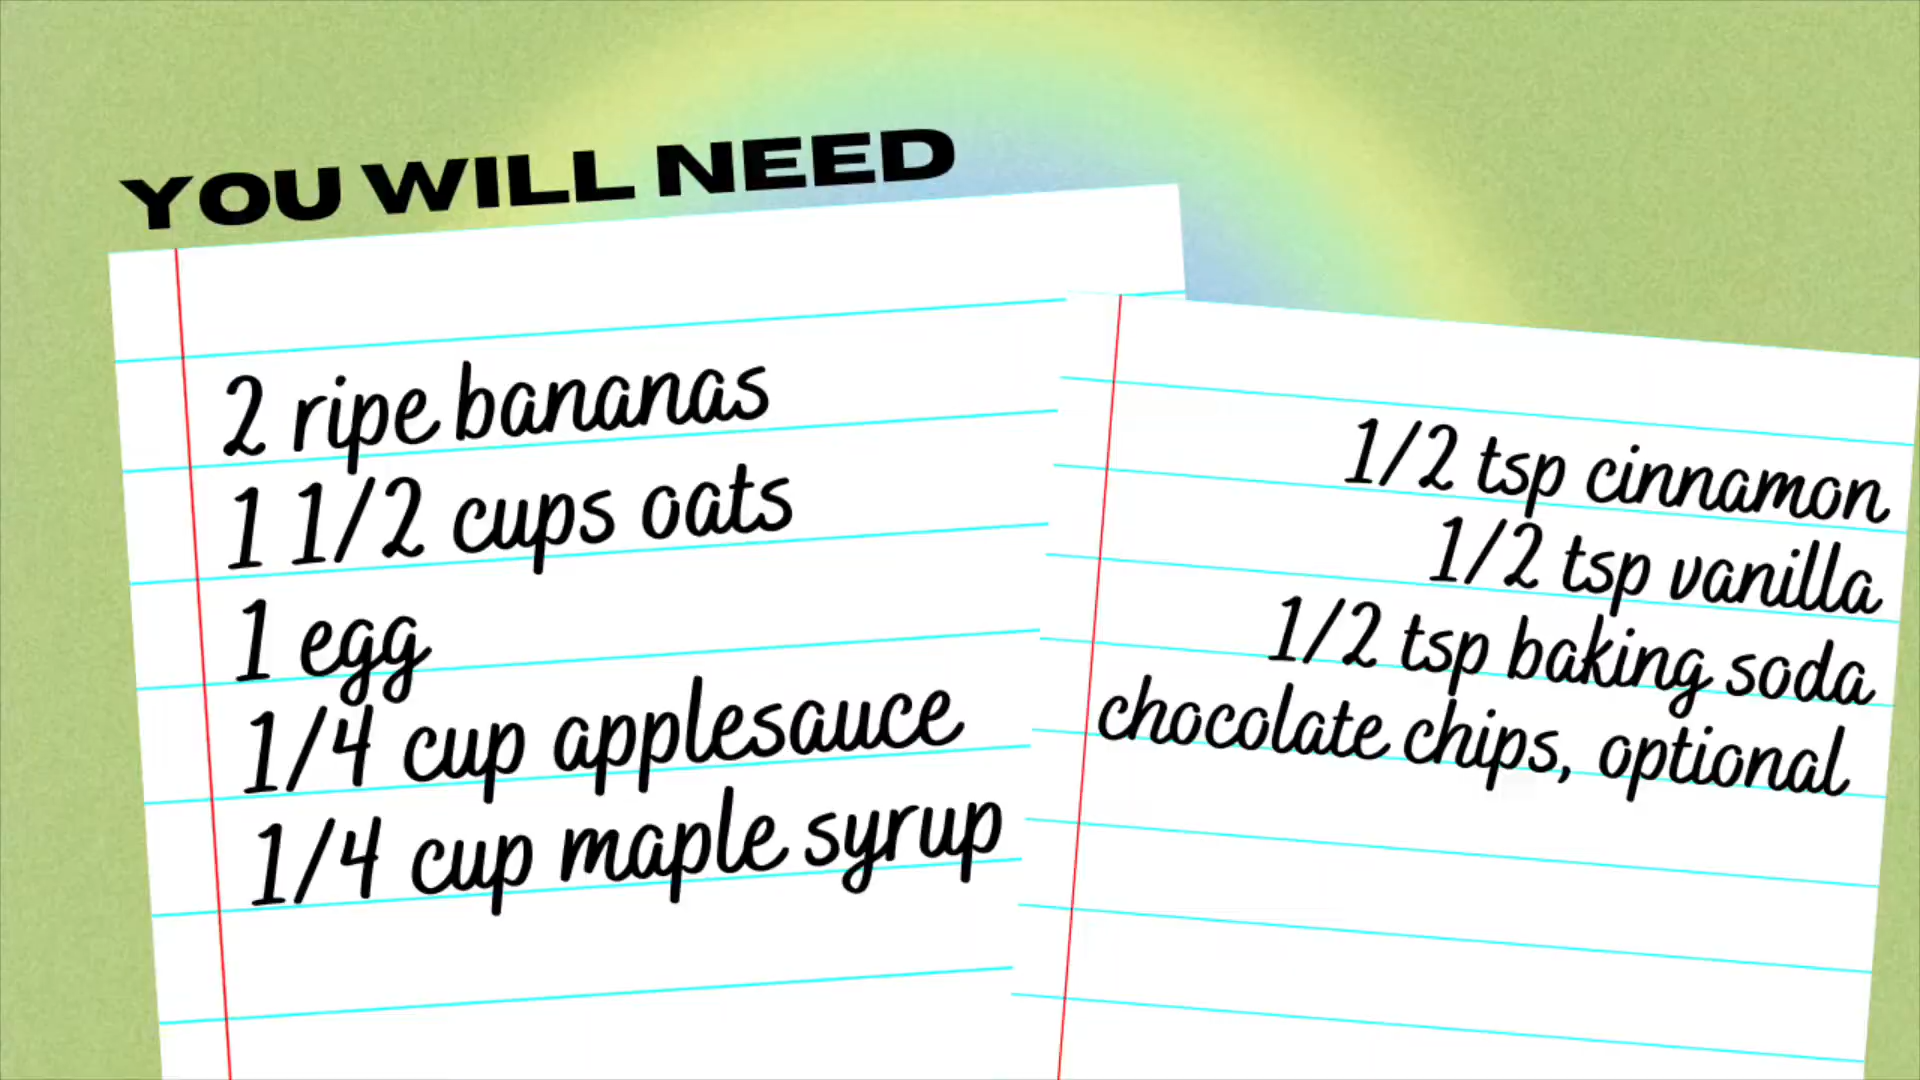 YOU WILL NEED
2 ripe bananas
1 1/2 cups oats
1 egg
1/4 cup applesauce
1/4 cup maple syrup
1/2 tsp cinnamon
1/2 tsp vanilla
1/2 tsp baking soda
chocolate chips, optional